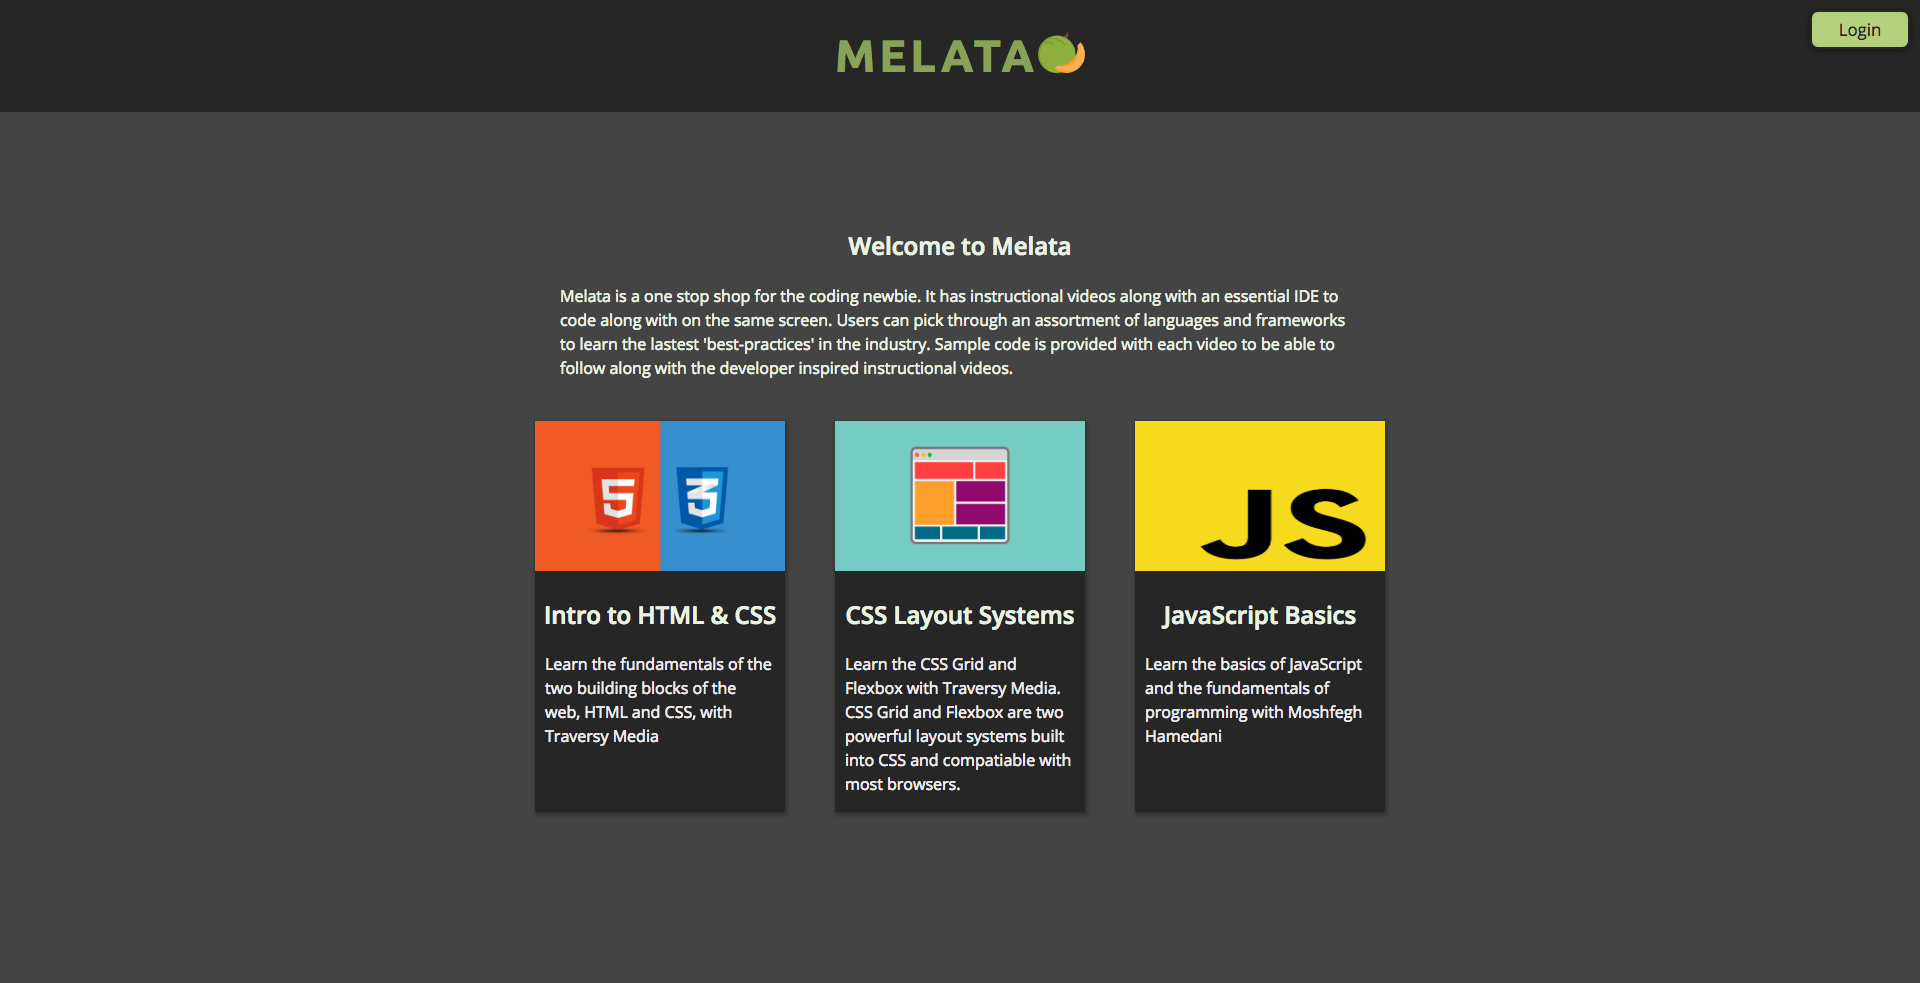 MELATA
Login
Welcome to Melata
Melata is a one stop shop for the coding newbie. It has instructional videos along with an essential IDE to
code along with on the same screen. Users can pick through an assortment of languages and frameworks
to learn the lastest 'best-practices' in the industry. Sample code is provided with each video to be able to
follow along with the developer inspired instructional videos.
5
3
JS
Intro to HTML & CSS
Learn the fundamentals of the
two building blocks of the
web, HTML and CSS, with
Traversy Media
CSS Layout Systems
Learn the CSS Grid and
Flexbox with Traversy Media.
CSS Grid and Flexbox are two
powerful layout systems built
into CSS and compatiable with
most browsers.
JavaScript Basics
Learn the basics of JavaScript
and the fundamentals of
programming with Moshfegh
Hamedani